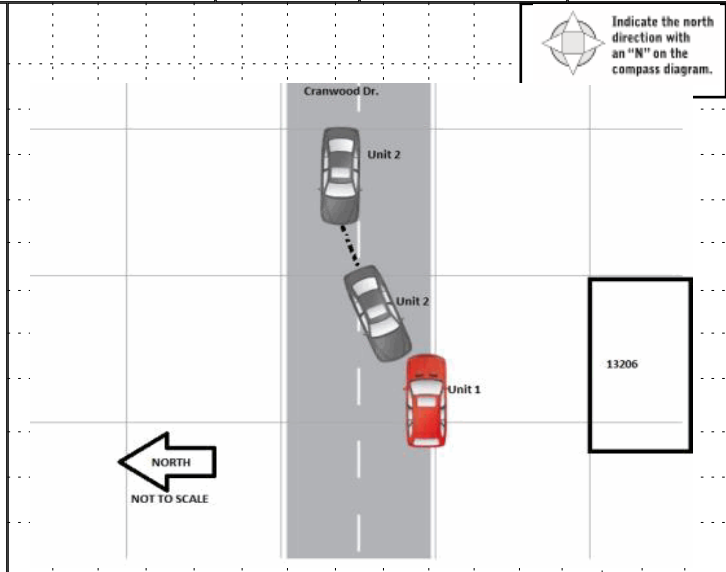 Indicate the north
direction with
an “N” on the
compass diagram.
Cranwood Dr.
Unit 2
Unit 2
13206
Unit 1
NORTH
NOT TO SCALE